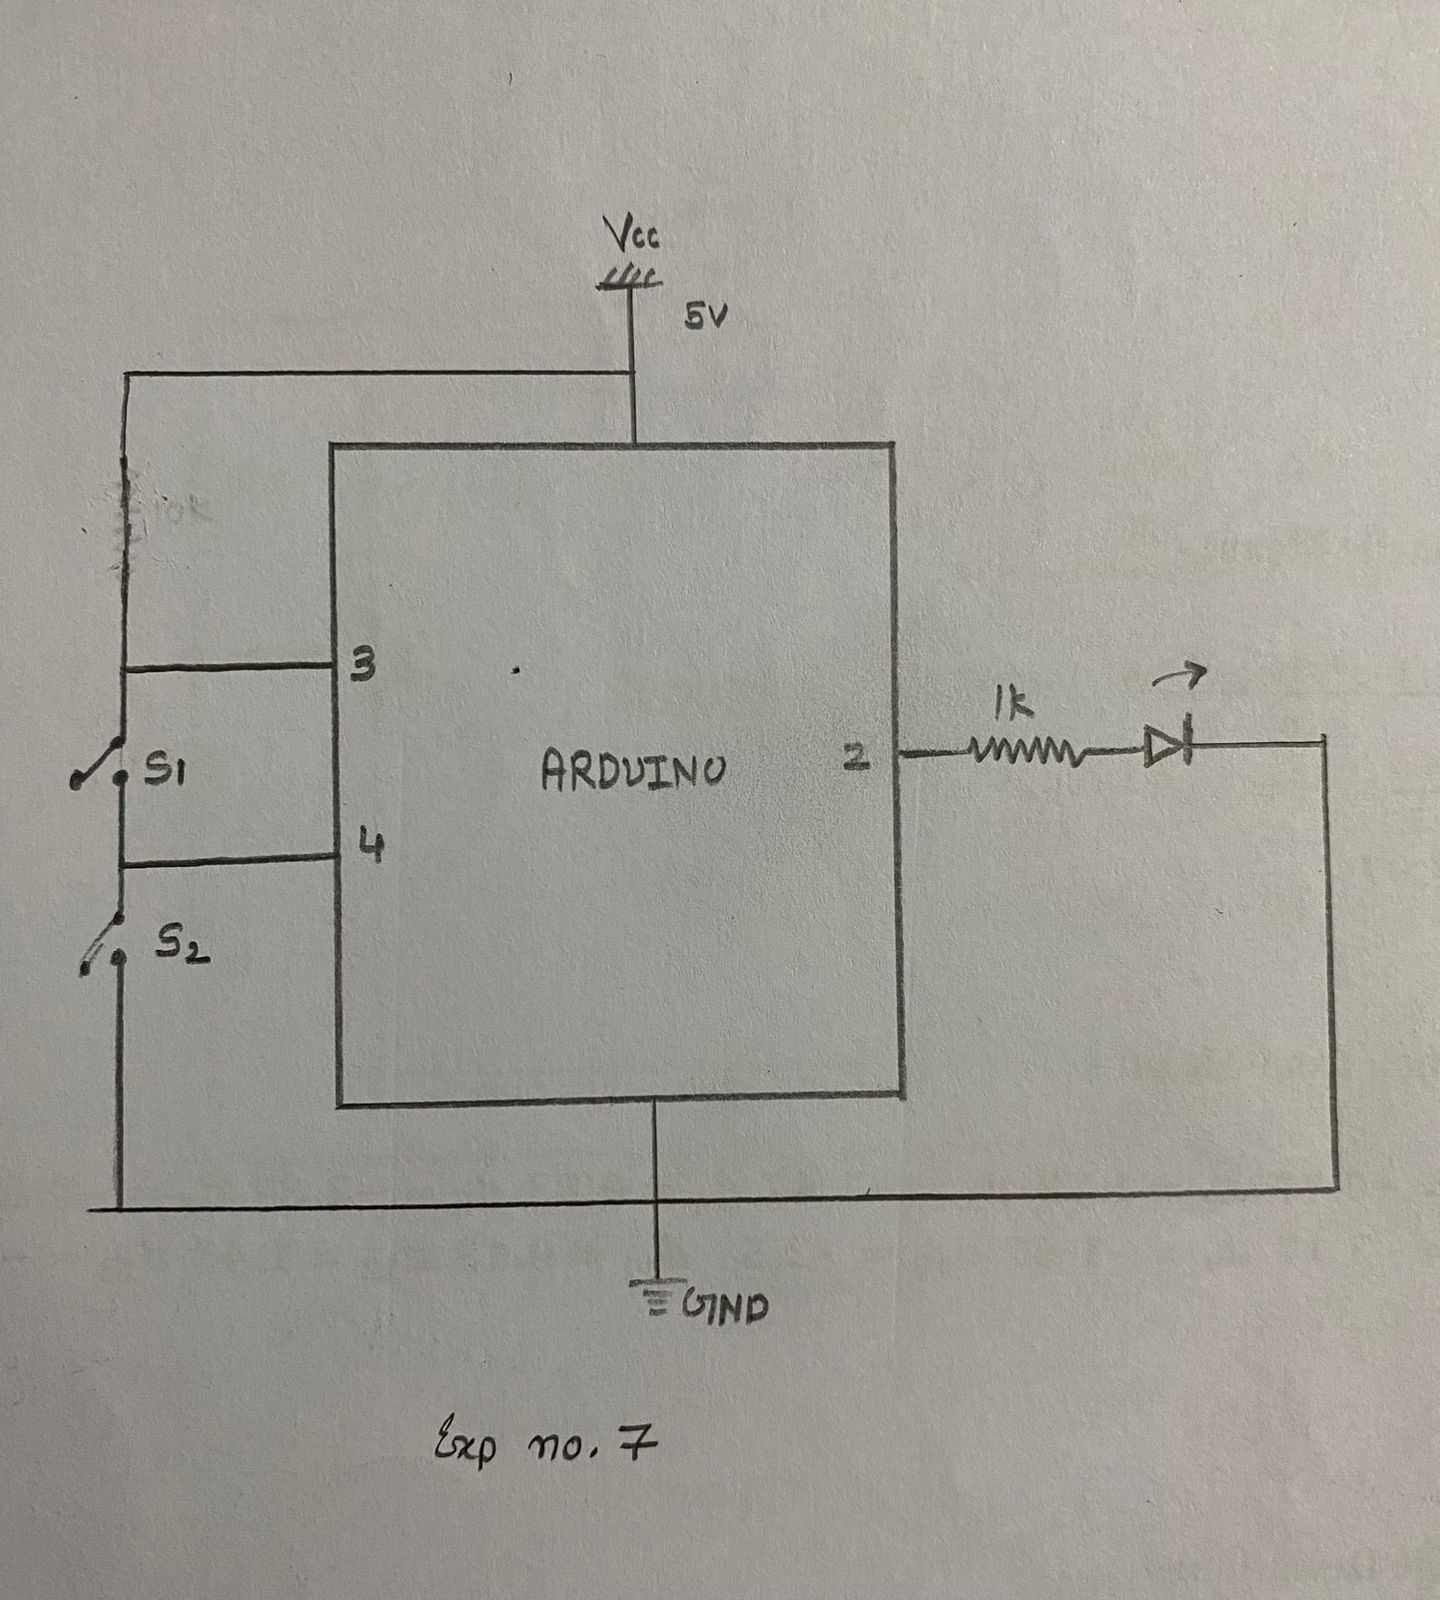 Vcc
5V
3
1k
S1
ARDUINO
2
4
S2
GND
Exp no. 7